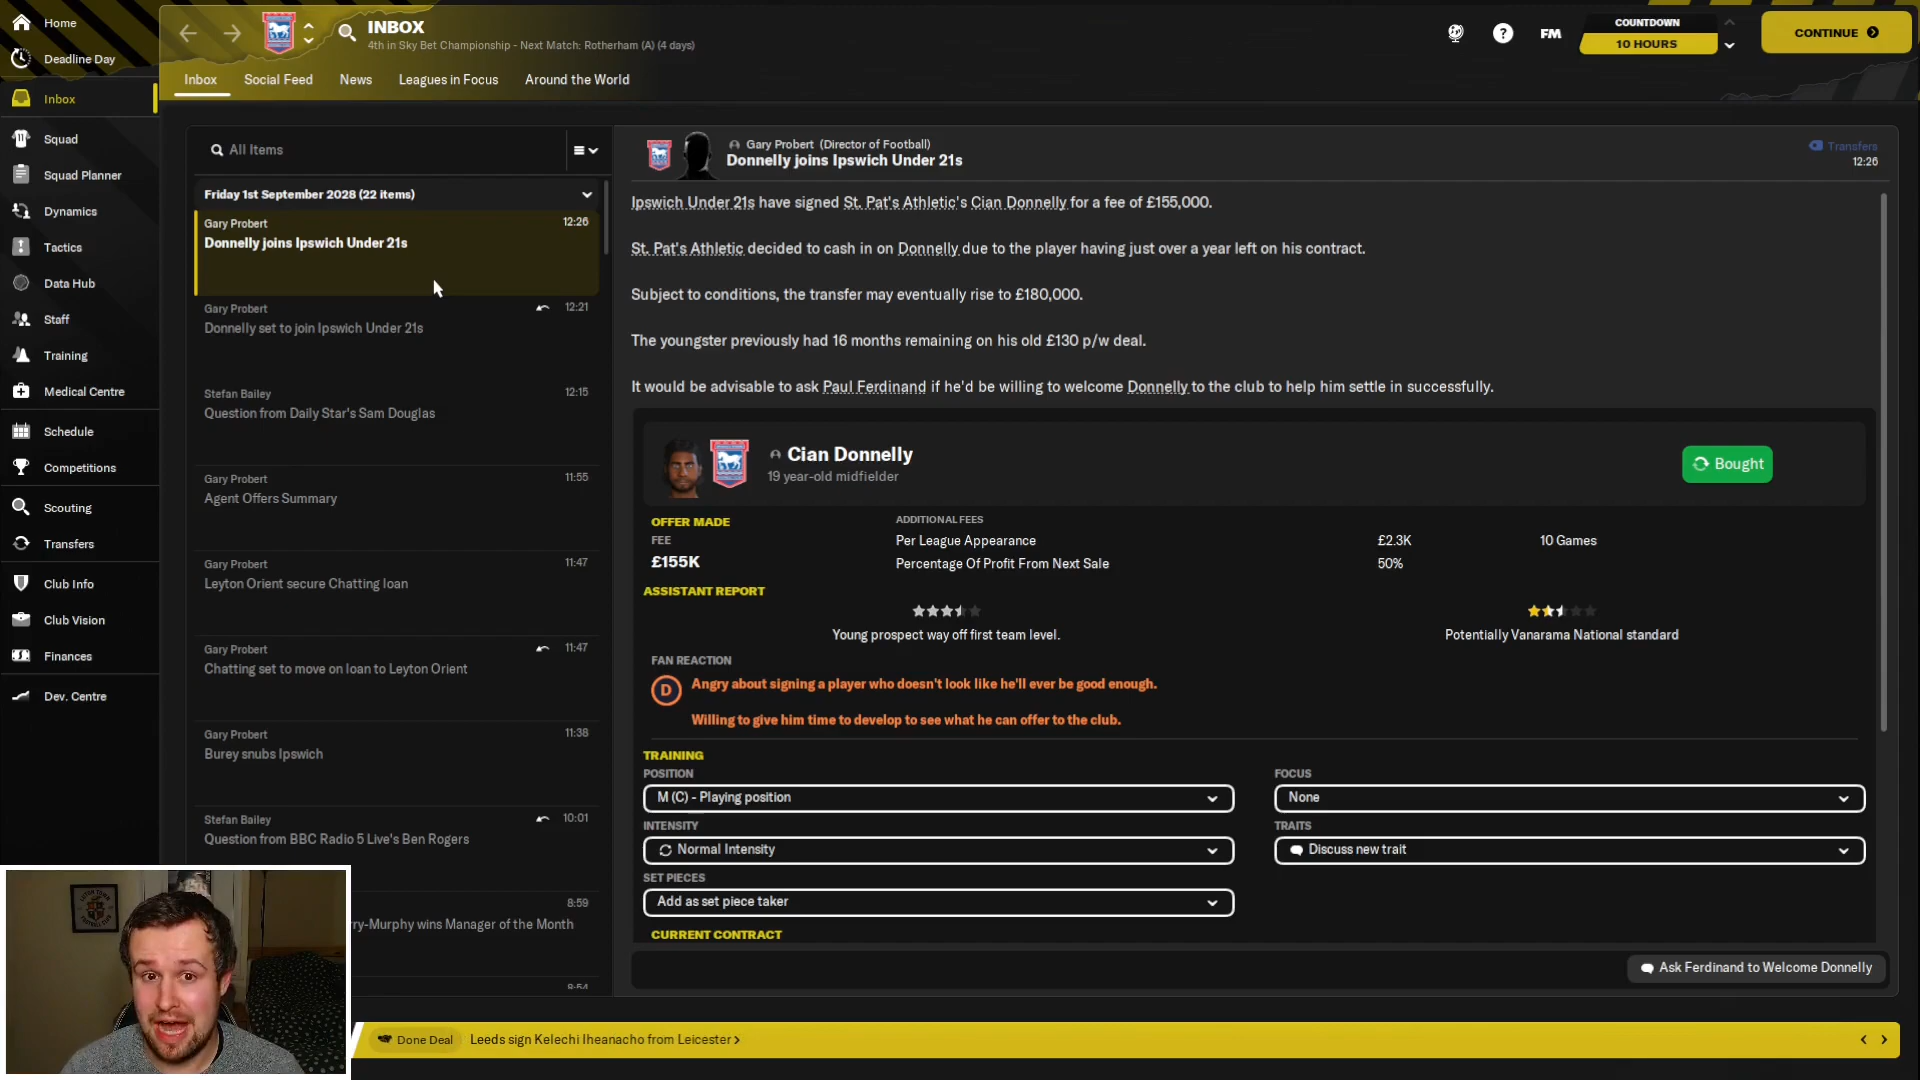 Home
Deadline Day
Inbox
Squad
Squad Planner
Dynamics
Tactics
Data Hub
Staff
Training
Medical Centre
Schedule
Competitions
Scouting
Transfers
Club Info
Club Vision
Finances
Dev. Centre
INBOX
4th in Sky Bet Championship - Next Match: Rotherham (A) (4 days)
FM
COUNTDOWN
10 HOURS
CONTINUE
Inbox
Social Feed
News
Leagues in Focus
Around the World
All Items
Friday 1st September 2028 (22 items)
Gary Probert
12:26
Donnelly joins Ipswich Under 21s
Gary Probert
12:21
Donnelly set to join Ipswich Under 21s
Stefan Bailey
12:15
Question from Daily Star's Sam Douglas
Gary Probert
11:55
Agent Offers Summary
Gary Probert
11:47
Leyton Orient secure Chatting loan
Gary Probert
11:47
Chatting set to move on loan to Leyton Orient
Gary Probert
11:38
Burey snubs Ipswich
Stefan Bailey
10:01
Question from BBC Radio 5 Live's Ben Rogers
8:59
rry-Murphy wins Manager of the Month
8:54
Gary Probert (Director of Football)
Donnelly joins Ipswich Under 21s
Transfers
12:26
Ipswich Under 21s have signed St. Pat's Athletic's Cian Donnelly for a fee of £155,000.
St. Pat's Athletic decided to cash in on Donnelly due to the player having just over a year left on his contract.
Subject to conditions, the transfer may eventually rise to £180,000.
The youngster previously had 16 months remaining on his old £130 p/w deal.
It would be advisable to ask Paul Ferdinand if he'd be willing to welcome Donnelly to the club to help him settle in successfully.
Cian Donnelly
19 year-old midfielder
Bought
OFFER MADE
FEE
£155K
ADDITIONAL FEES
Per League Appearance £2.3K 10 Games
Percentage Of Profit From Next Sale 50%
ASSISTANT REPORT
Young prospect way off first team level.
Potentially Vanarama National standard
FAN REACTION
D
Angry about signing a player who doesn't look like he'll ever be good enough.
Willing to give him time to develop to see what he can offer to the club.
TRAINING
POSITION
M (C) - Playing position
FOCUS
None
INTENSITY
Normal Intensity
TRAITS
Discuss new trait
SET PIECES
Add as set piece taker
CURRENT CONTRACT
Ask Ferdinand to Welcome Donnelly
Done Deal
Leeds sign Kelechi Iheanacho from Leicester >